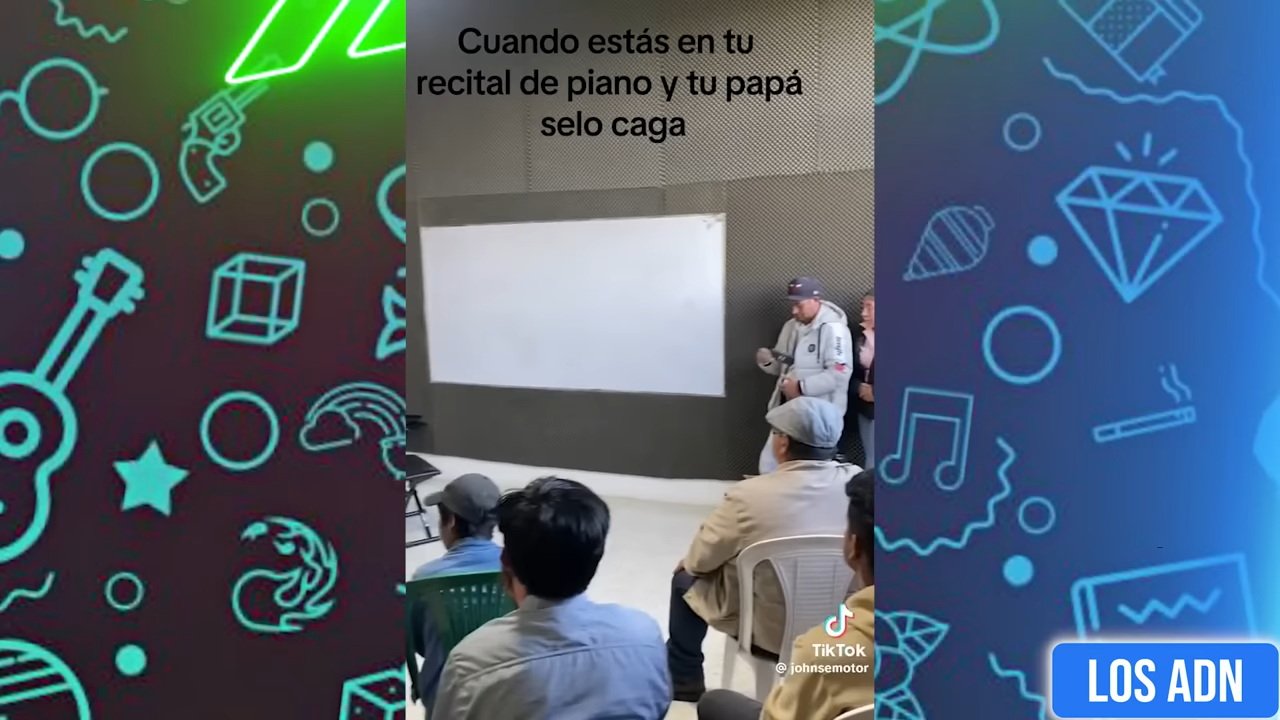 Cuando estás en tu
recital de piano y tu papá
selo caga
TikTok
@johnsemotor
LOS ADN